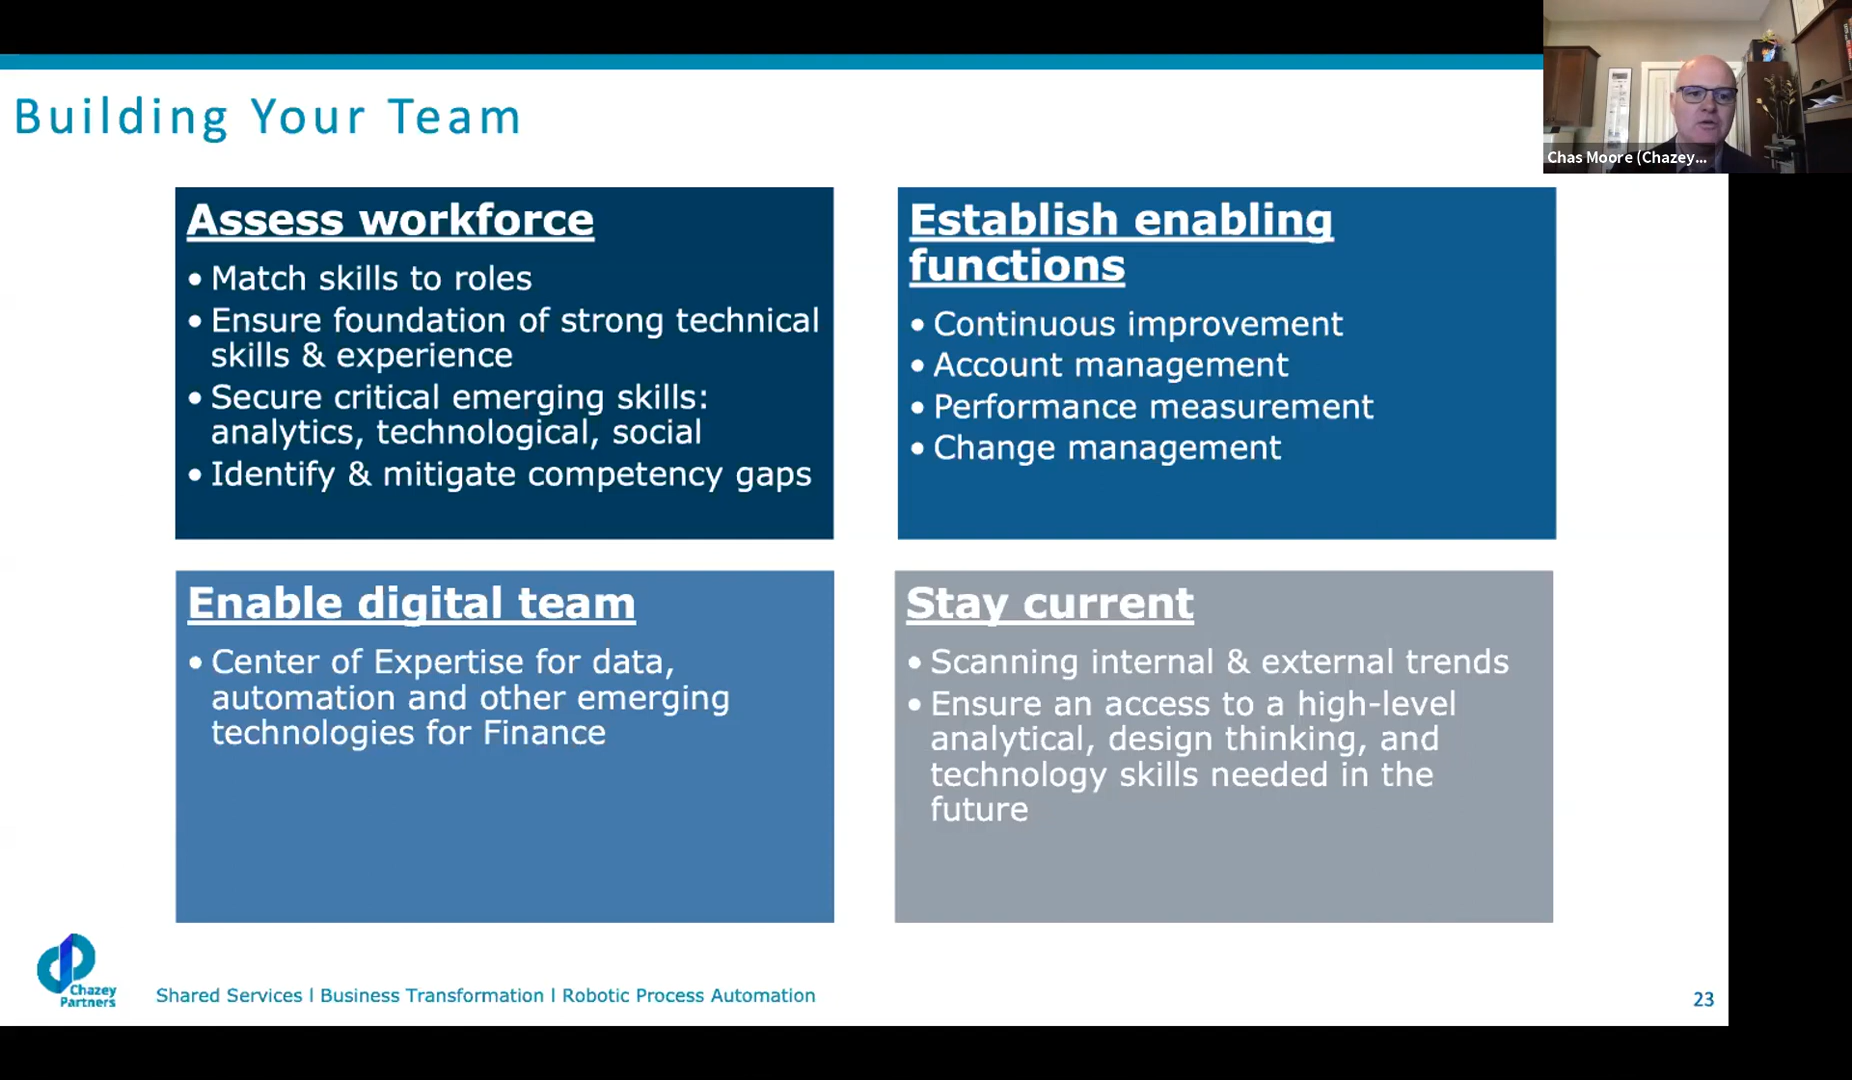 Building Your Team
Chas Moore (Chazey...
Assess workforce
• Match skills to roles
• Ensure foundation of strong technical
skills & experience
• Secure critical emerging skills:
analytics, technological, social
• Identify & mitigate competency gaps
Establish enabling
functions
• Continuous improvement
• Account management
• Performance measurement
• Change management
Enable digital team
• Center of Expertise for data,
automation and other emerging
technologies for Finance
Stay current
• Scanning internal & external trends
• Ensure an access to a high-level
analytical, design thinking, and
technology skills needed in the
future
Chazey
Partners
Shared Services l Business Transformation l Robotic Process Automation
23